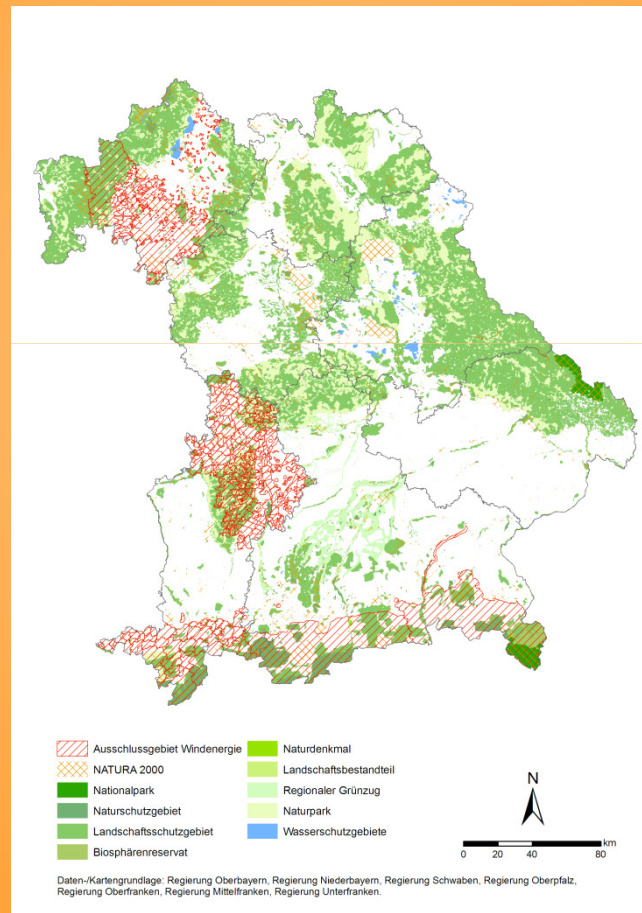 Ausschlussgebiet Windenergie
NATURA 2000
Nationalpark
Naturschutzgebiet
Landschaftsschutzgebiet
Biosphärenreservat
Naturdenkmal
Landschaftsbestandteil
Regionaler Grünzug
Naturpark
Wasserschutzgebiete
N
km
0 20 40 80
Daten-/Kartengrundlage: Regierung Oberbayern, Regierung Niederbayern, Regierung Schwaben, Regierung Oberpfalz,
Regierung Oberfranken, Regierung Mittelfranken, Regierung Unterfranken.